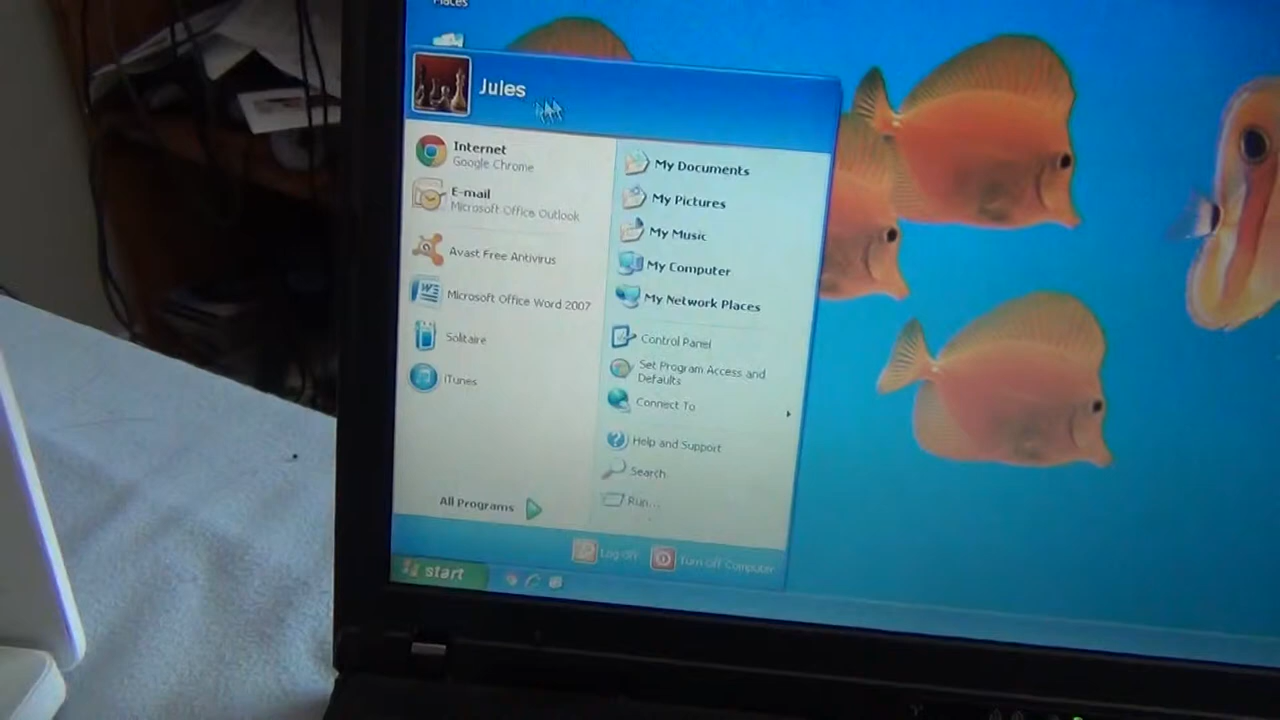 Places
Jules
Internet
Google Chrome
E-mail
Microsoft Office Outlook
Avast Free Antivirus
Microsoft Office Word 2007
Solitaire
iTunes
All Programs
My Documents
My Pictures
My Music
My Computer
My Network Places
Control Panel
Set Program Access and
Defaults
Connect To
Help and Support
Search
Run...
Log Off
Turn Off Computer
start